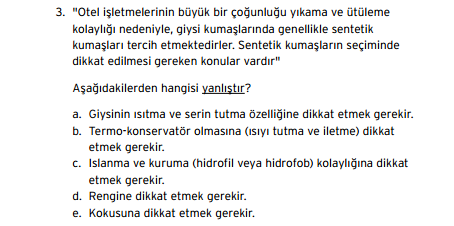 3. "Otel işletmelerinin büyük bir çoğunluğu yıkama ve ütüleme
kolaylığı nedeniyle, giysi kumaşlarında genellikle sentetik
kumaşları tercih etmektedirler. Sentetik kumaşların seçiminde
dikkat edilmesi gereken konular vardır"
Aşağıdakilerden hangisi yanlıştır?
a. Giysinin ısıtma ve serin tutma özelliğine dikkat etmek gerekir.
b. Termo-konservatör olmasına (ısıyı tutma ve iletme) dikkat
etmek gerekir.
c. Islanma ve kuruma (hidrofil veya hidrofob) kolaylığına dikkat
etmek gerekir.
d. Rengine dikkat etmek gerekir.
e. Kokusuna dikkat etmek gerekir.